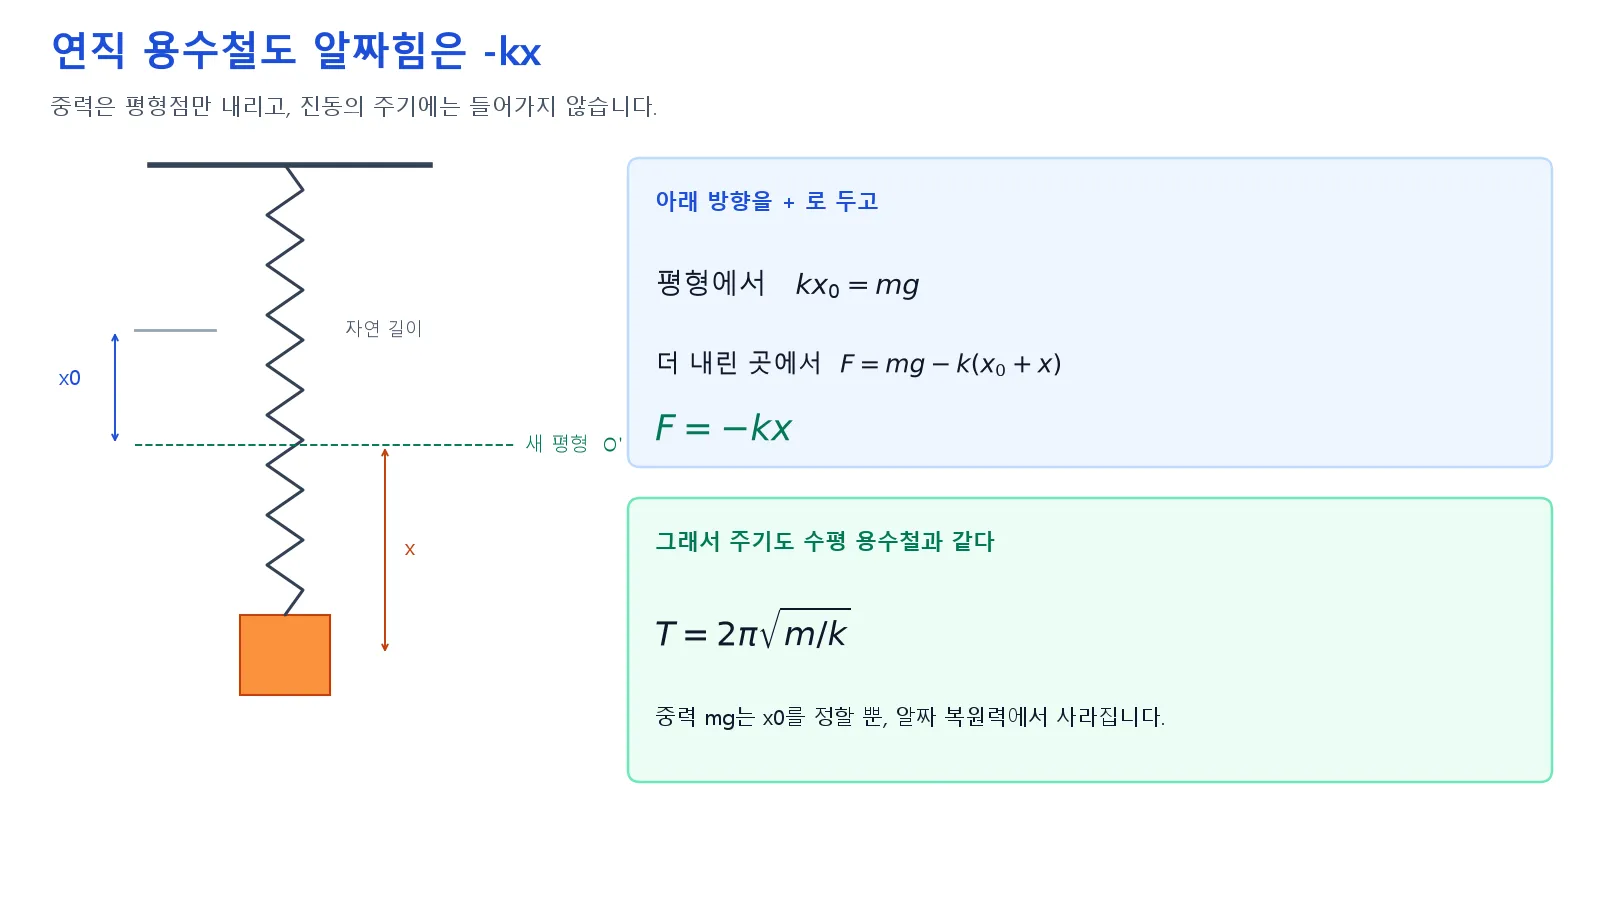 연직 용수철도 알짜힘은 -kx
중력은 평형점만 내리고, 진동의 주기에는 들어가지 않습니다.
자연 길이
x0
새 평형 O'
x
아래 방향을 + 로 두고
평형에서 kx₀ = mg
더 내린 곳에서 F = mg − k(x₀ + x)
F = −kx
그래서 주기도 수평 용수철과 같다
T = 2π√m/k
중력 mg는 x0를 정할 뿐, 알짜 복원력에서 사라집니다.